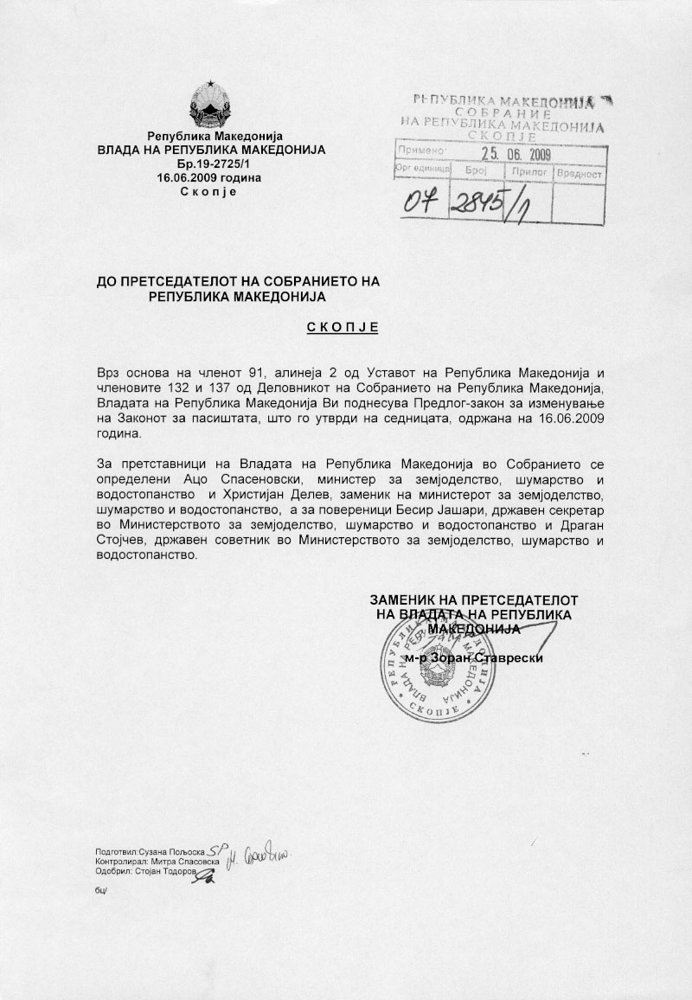 Република Македонија
ВЛАДА НА РЕПУБЛИКА МАКЕДОНИЈА
Бр.19-2725/1
16.06.2009 година
С к о п ј е
РЕПУБЛИКА МАКЕДОНИЈА
СОБРАНИЕ
НА РЕПУБЛИКА МАКЕДОНИЈА
СКОПЈЕ
Примено: 25. 06. 2009
Орг единица Број Прилог Вредност
07 2845/1
ДО ПРЕТСЕДАТЕЛОТ НА СОБРАНИЕТО НА
РЕПУБЛИКА МАКЕДОНИЈА
С К О П Ј Е
Врз основа на членот 91, алинеја 2 од Уставот на Република Македонија и
членовите 132 и 137 од Деловникот на Собранието на Република Македонија,
Владата на Република Македонија Ви поднесува Предлог-закон за изменување
на Законот за пасиштата, што го утврди на седницата, одржана на 16.06.2009
година.
За претставници на Владата на Република Македонија во Собранието се
определени Ацо Спасеновски, министер за земјоделство, шумарство и
водостопанство и Христијан Делев, заменик на министерот за земјоделство,
шумарство и водостопанство, а за повереници Бесир Јашари, државен секретар
во Министерството за земјоделство, шумарство и водостопанство и Драган
Стојчев, државен советник во Министерството за земјоделство, шумарство и
водостопанство.
ЗАМЕНИК НА ПРЕТСЕДАТЕЛОТ
НА ВЛАДАТА НА РЕПУБЛИКА
МАКЕДОНИЈА
м-р Зоран Ставрески
РЕПУБЛИКА МАКЕДОНИЈА
ВЛАДА НА РЕПУБЛИКА МАКЕДОНИЈА
СКОПЈЕ
Подготвил:Сузана Пољоска
Контролирал: Митра Спасовска
Одобрил: Стојан Тодоров
бц/